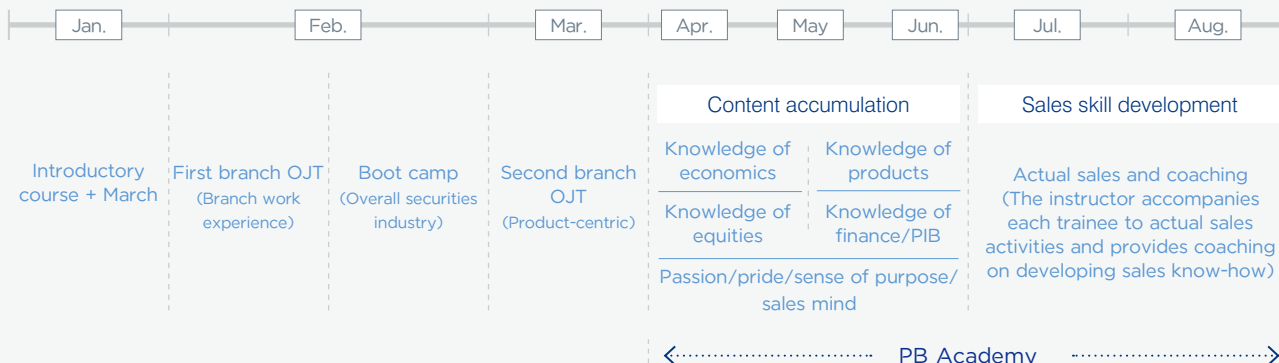 Jan.
Feb.
Mar.
Apr.
May
Jun.
Jul.
Aug.
Introductory
course + March
First branch OJT
(Branch work
experience)
Boot camp
(Overall securities
industry)
Second branch
OJT
(Product-centric)
Content accumulation
Knowledge of
economics
Knowledge of
products
Knowledge of
equities
Knowledge of
finance/PIB
Passion/pride/sense of purpose/
sales mind
Sales skill development
Actual sales and coaching
(The instructor accompanies
each trainee to actual sales
activities and provides coaching
on developing sales know-how)
PB Academy